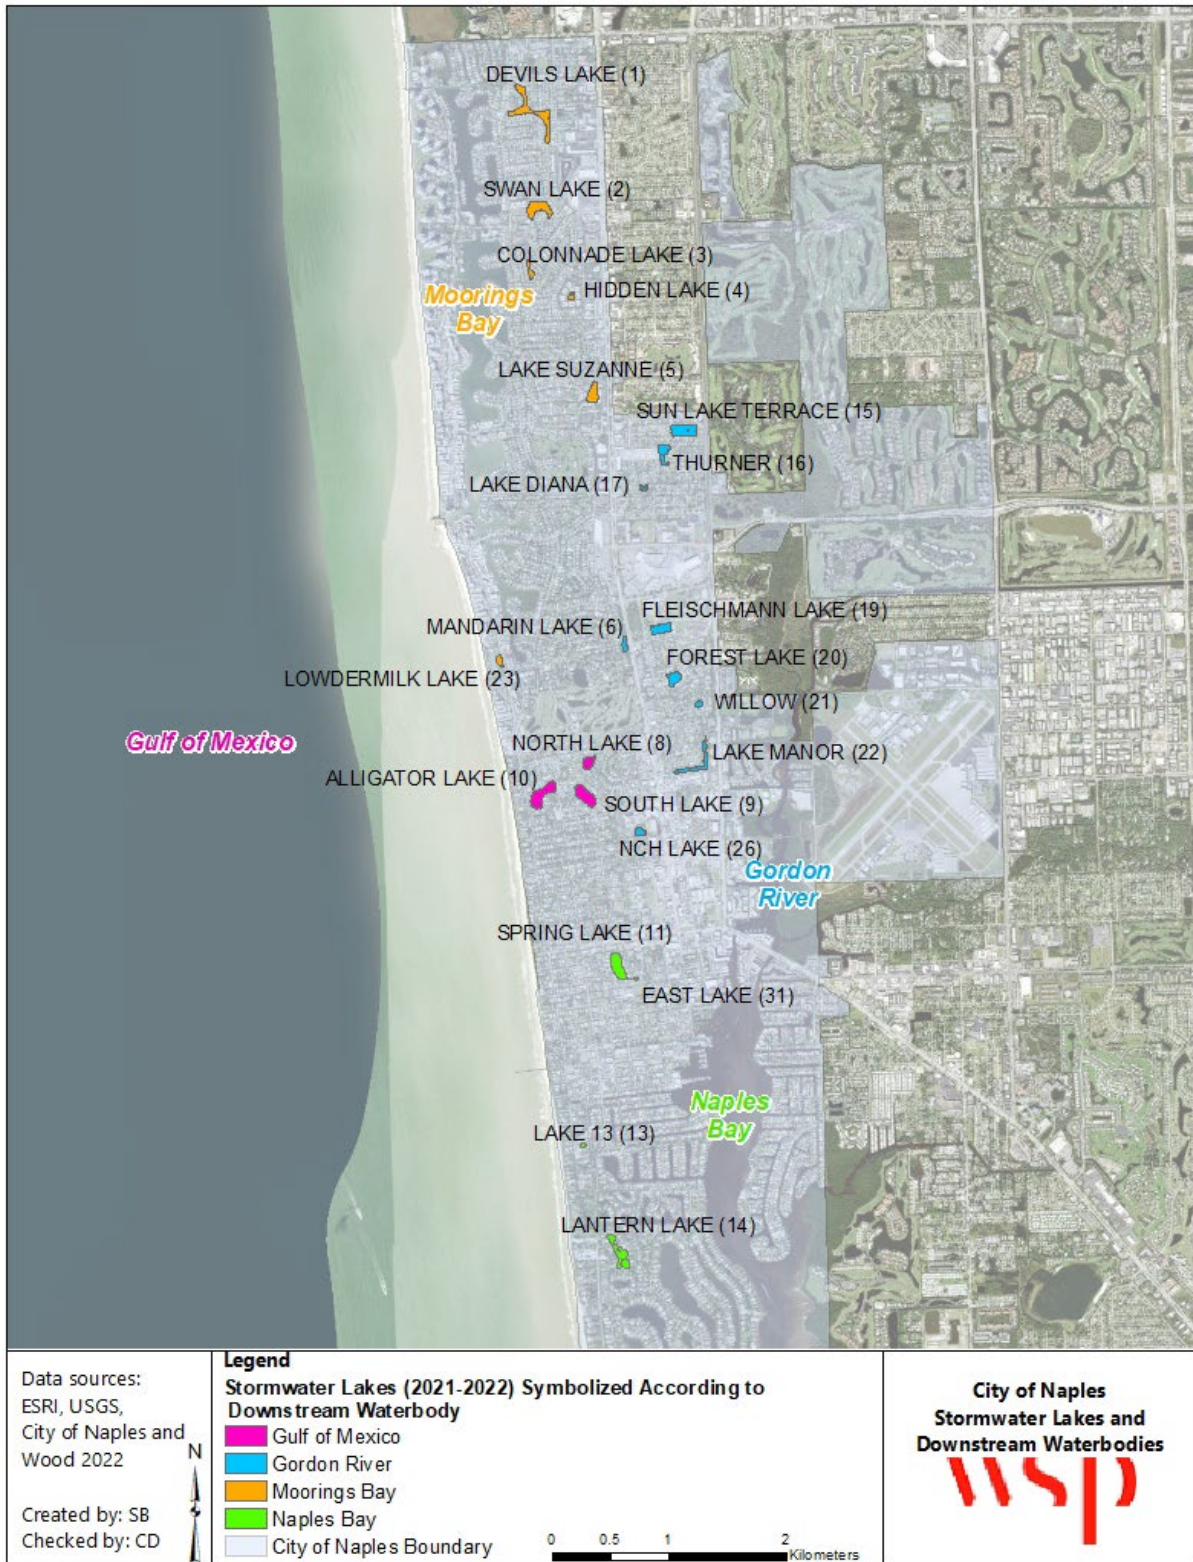 DEVILS LAKE (1)
SWAN LAKE (2)
COLONNADE LAKE (3)
HIDDEN LAKE (4)
Moorings
Bay
LAKE SUZANNE (5)
SUN LAKE TERRACE (15)
THURNER (16)
LAKE DIANA (17)
FLEISCHMANN LAKE (19)
MANDARIN LAKE (6)
FOREST LAKE (20)
LOWDERMILK LAKE (23)
WILLOW (21)
Gulf of Mexico
NORTH LAKE (8)
LAKE MANOR (22)
ALLIGATOR LAKE (10)
SOUTH LAKE (9)
NCH LAKE (26)
Gordon
River
SPRING LAKE (11)
EAST LAKE (31)
Naples
Bay
LAKE 13 (13)
LANTERN LAKE (14)
Data sources:
ESRI, USGS,
City of Naples and
Wood 2022
N
Created by: SB
Checked by: CD
Legend
Stormwater Lakes (2021-2022) Symbolized According to
Downstream Waterbody
Gulf of Mexico
Gordon River
Moorings Bay
Naples Bay
City of Naples Boundary
0 0.5 1 2
Kilometers
City of Naples
Stormwater Lakes and
Downstream Waterbodies
wsp